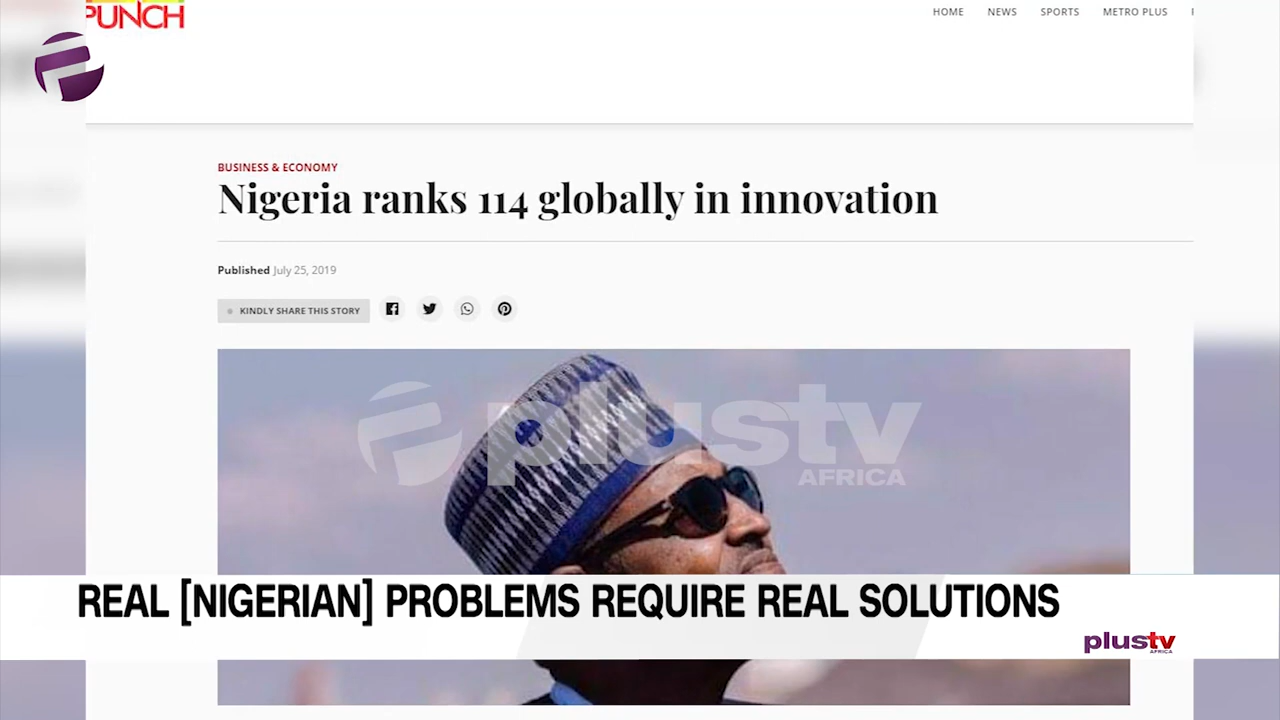 PUNCH
HOME NEWS SPORTS METRO PLUS
BUSINESS & ECONOMY
Nigeria ranks 114 globally in innovation
Published July 25, 2019
KINDLY SHARE THIS STORY
plustv
AFRICA
REAL [NIGERIAN] PROBLEMS REQUIRE REAL SOLUTIONS
plustv
AFRICA